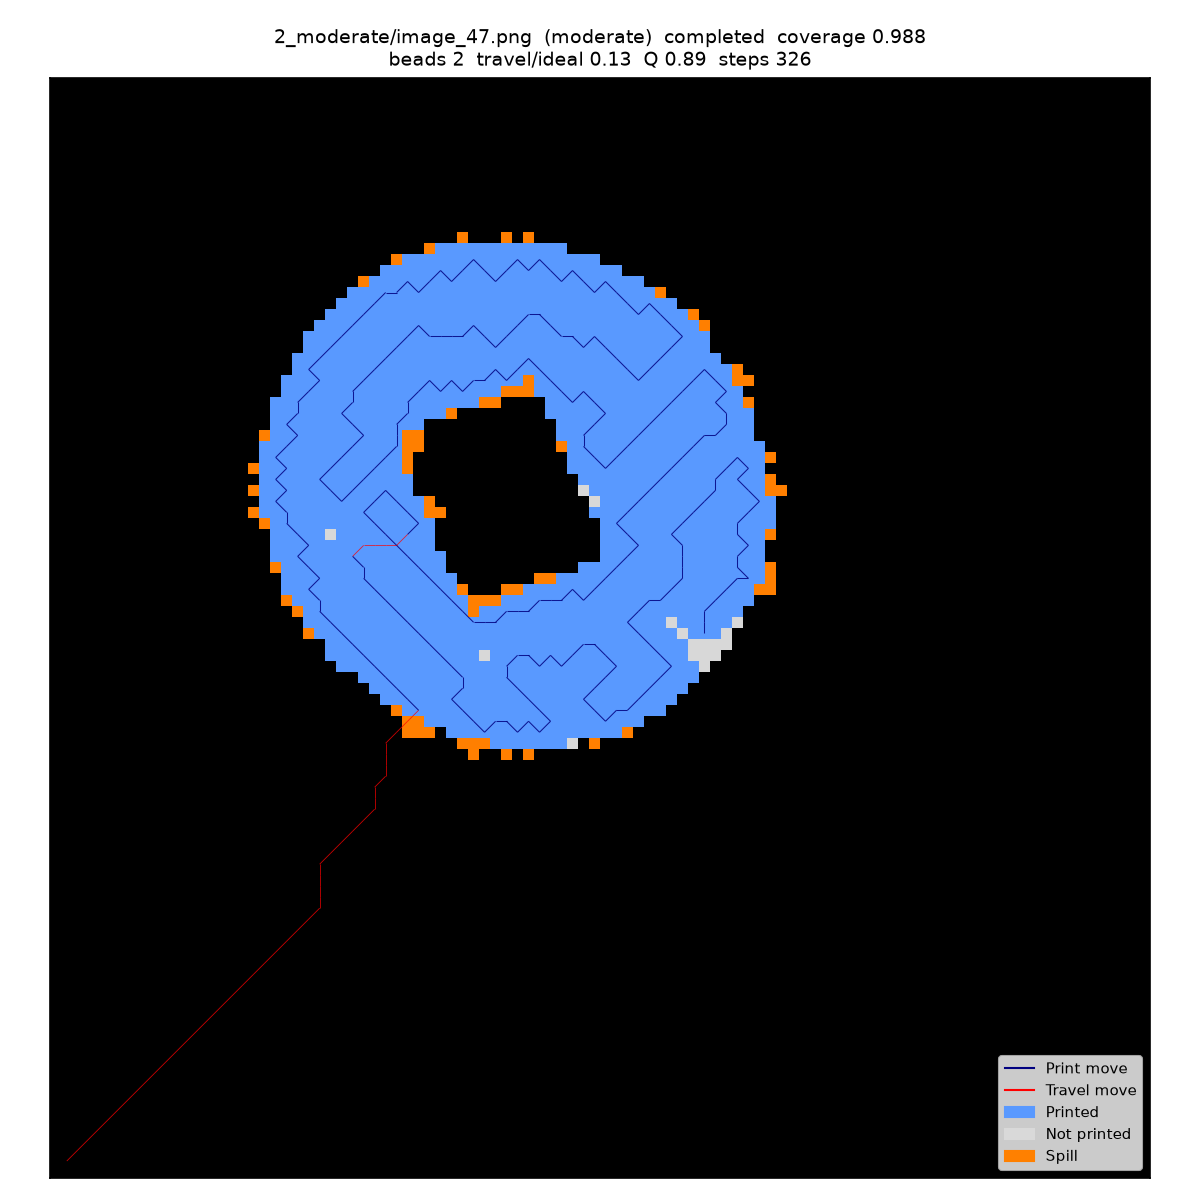 2_moderate/image_47.png  (moderate)  completed  coverage 0.988
beads 2  travel/ideal 0.13  Q 0.89  steps 326
Print move
Travel move
Printed
Not printed
Spill